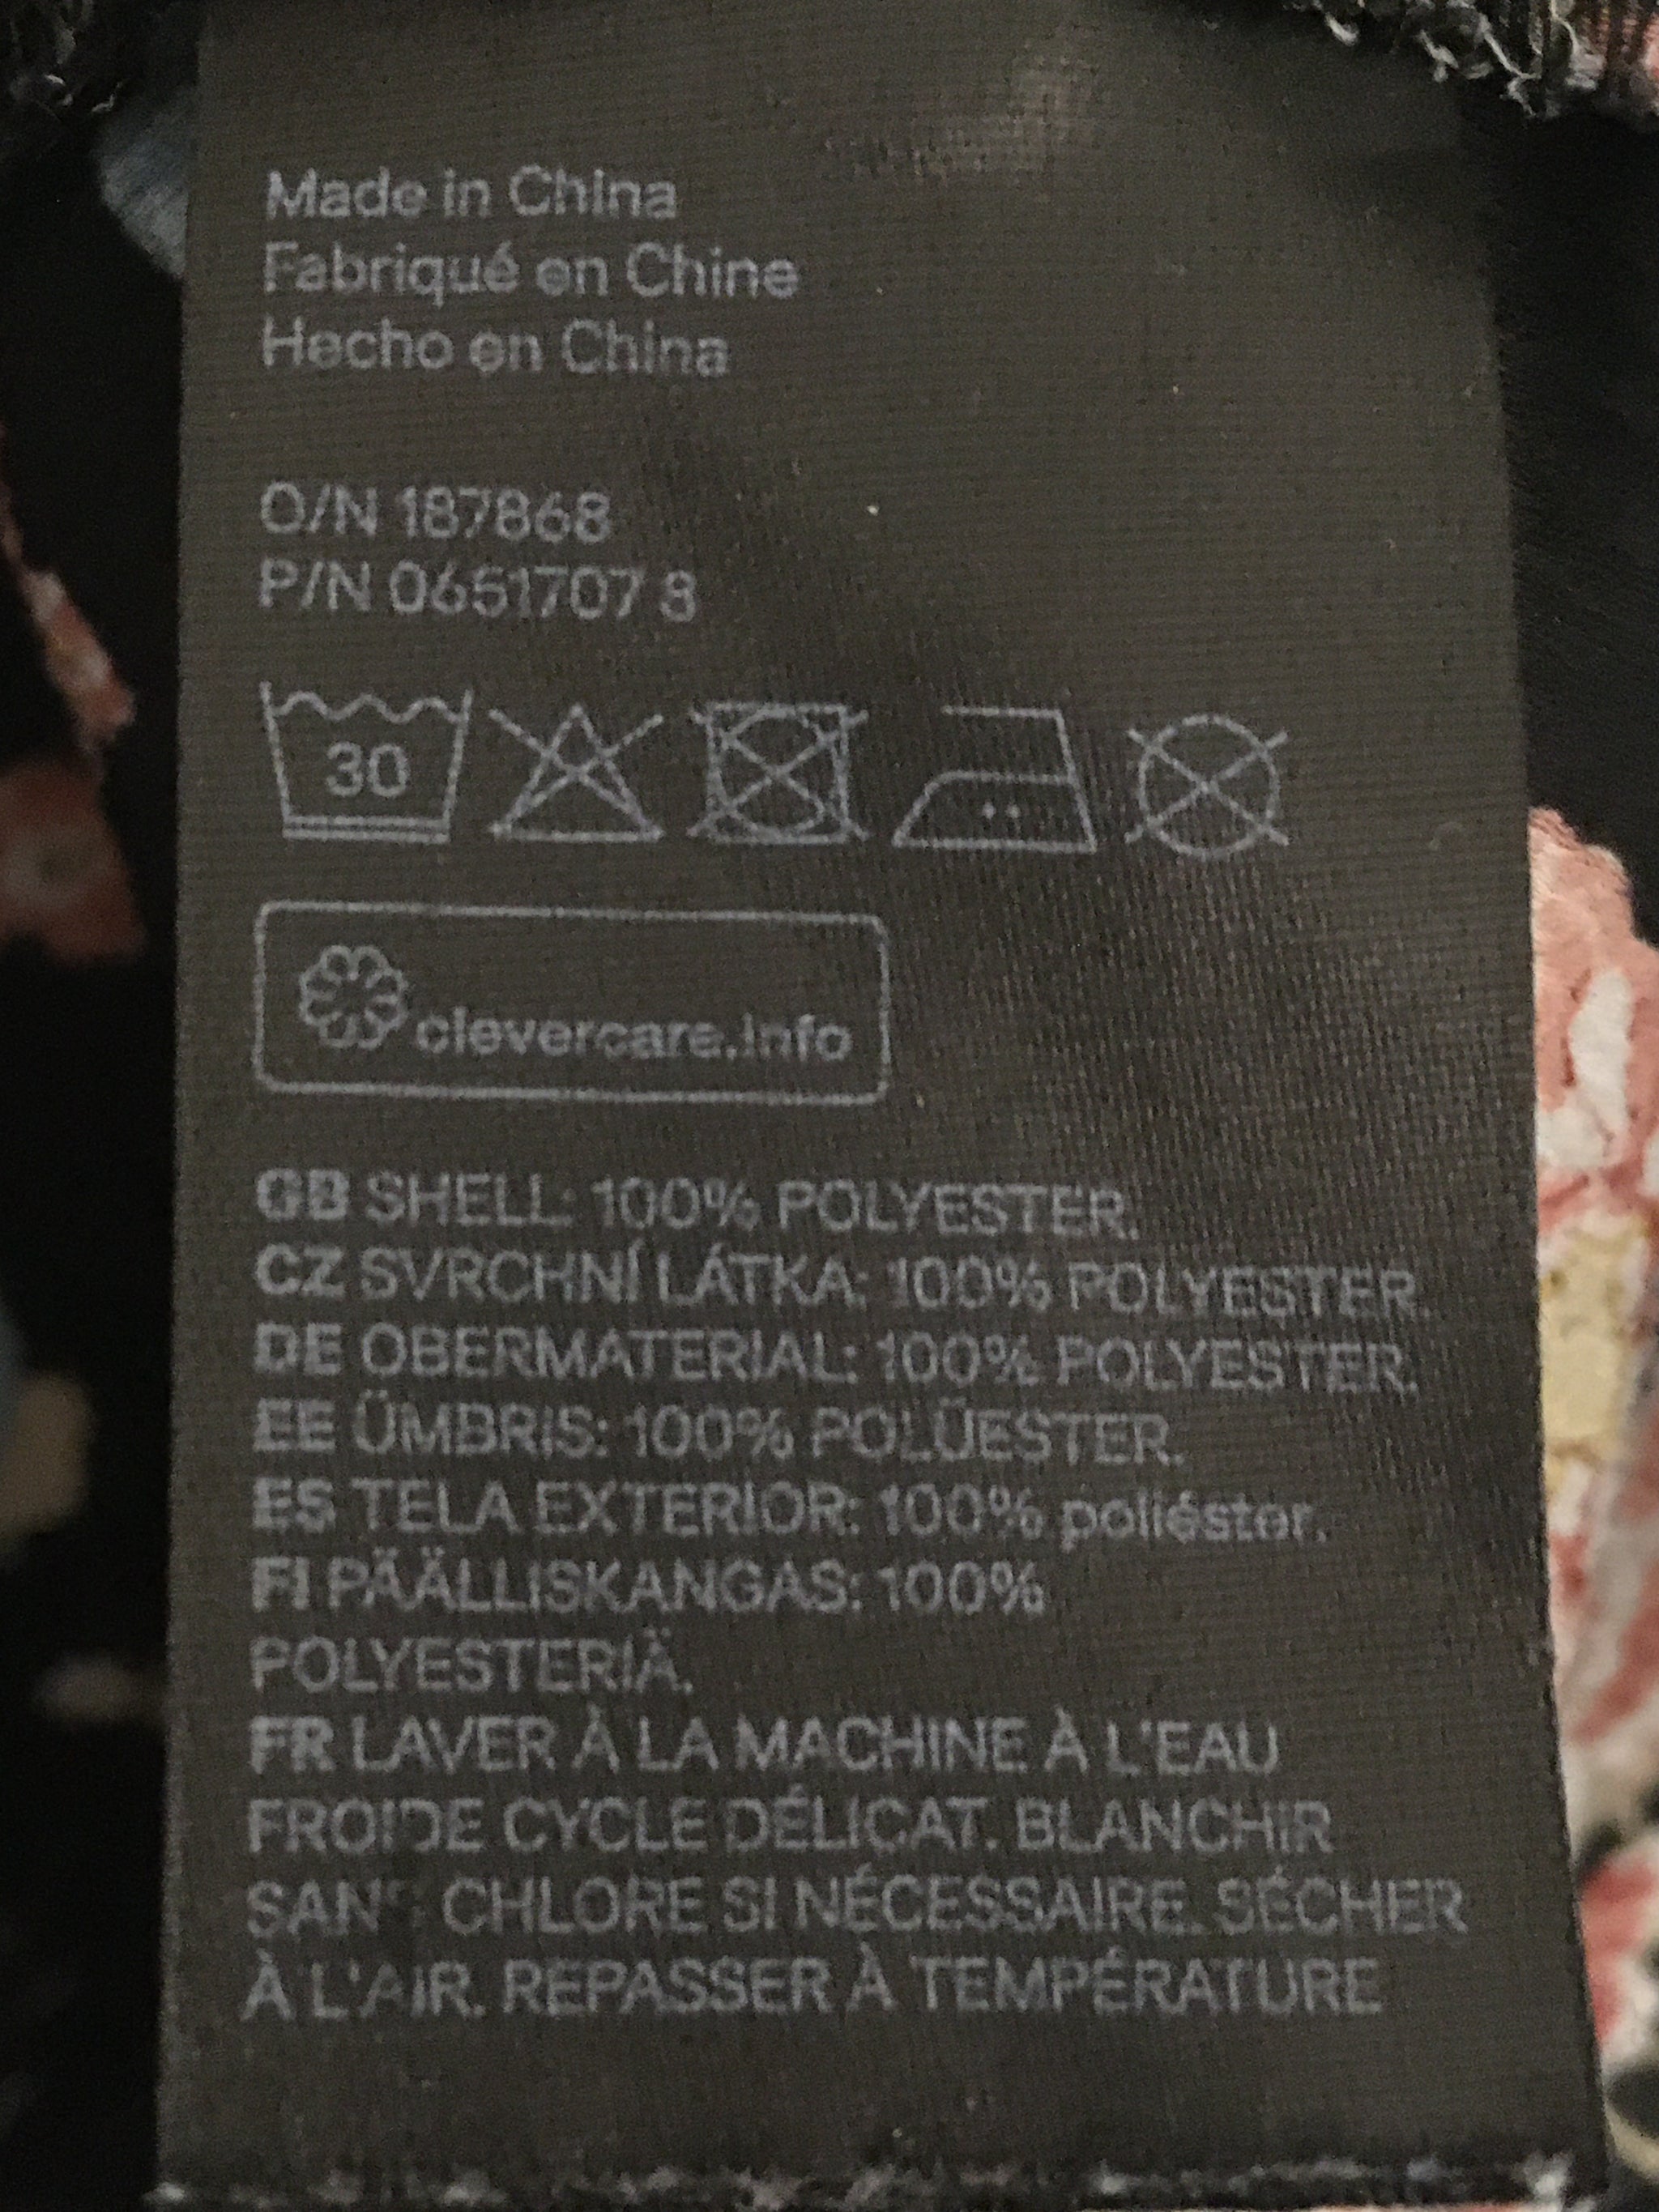 Made in China
Fabriqué en Chine
Hecho en China
O/N 187868
P/N 0651707 8
30
clevercare.info
GB SHELL: 100% POLYESTER.
CZ SVRCHNÍ LÁTKA: 100% POLYESTER.
DE OBERMATERIAL: 100% POLYESTER.
EE ÜMBRIS: 100% POLÜESTER.
ES TELA EXTERIOR: 100% poliéster.
FI PÄÄLLISKANGAS: 100%
POLYESTERIÄ.
FR LAVER À LA MACHINE À L'EAU
FROIDE CYCLE DÉLICAT. BLANCHIR
SANS CHLORE SI NÉCESSAIRE. SÉCHER
À L'AIR. REPASSER À TEMPÉRATURE